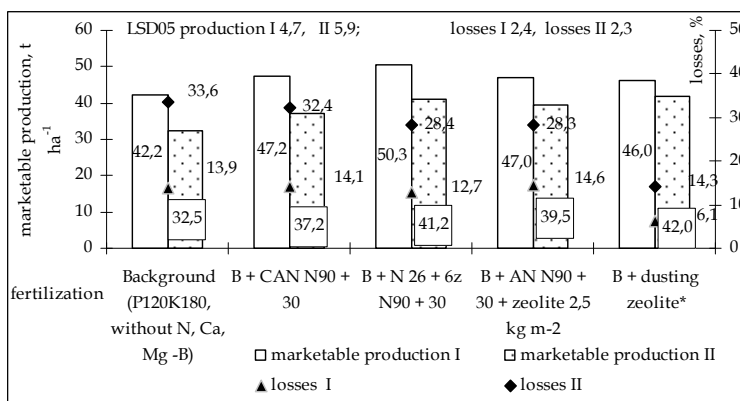 LSD05 production I 4,7, II 5,9; losses I 2,4, losses II 2,3
marketable production, t
ha-1
losses, %
60
50
40
30
20
10
0
50
40
30
20
10
0
33,6
32,4
28,4
28,3
42,2
47,2
50,3
47,0
46,0
13,9
14,1
12,7
14,6
14,3
6,1
32,5
37,2
41,2
39,5
42,0
fertilization
Background
(P120K180,
without N, Ca,
Mg -B)
B + CAN N90 +
30
B + N 26 + 6z
N90 + 30
B + AN N90 +
30 + zeolite 2,5
kg m-2
B + dusting
zeolite*
marketable production I
marketable production II
losses I
losses II